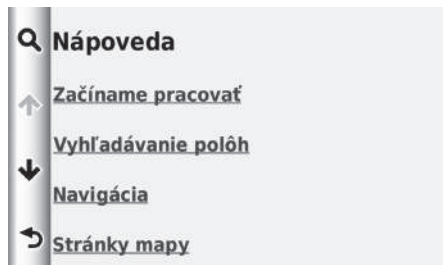 Nápoveda
Začíname pracovať
Vyhľadávanie polôh
Navigácia
Stránky mapy